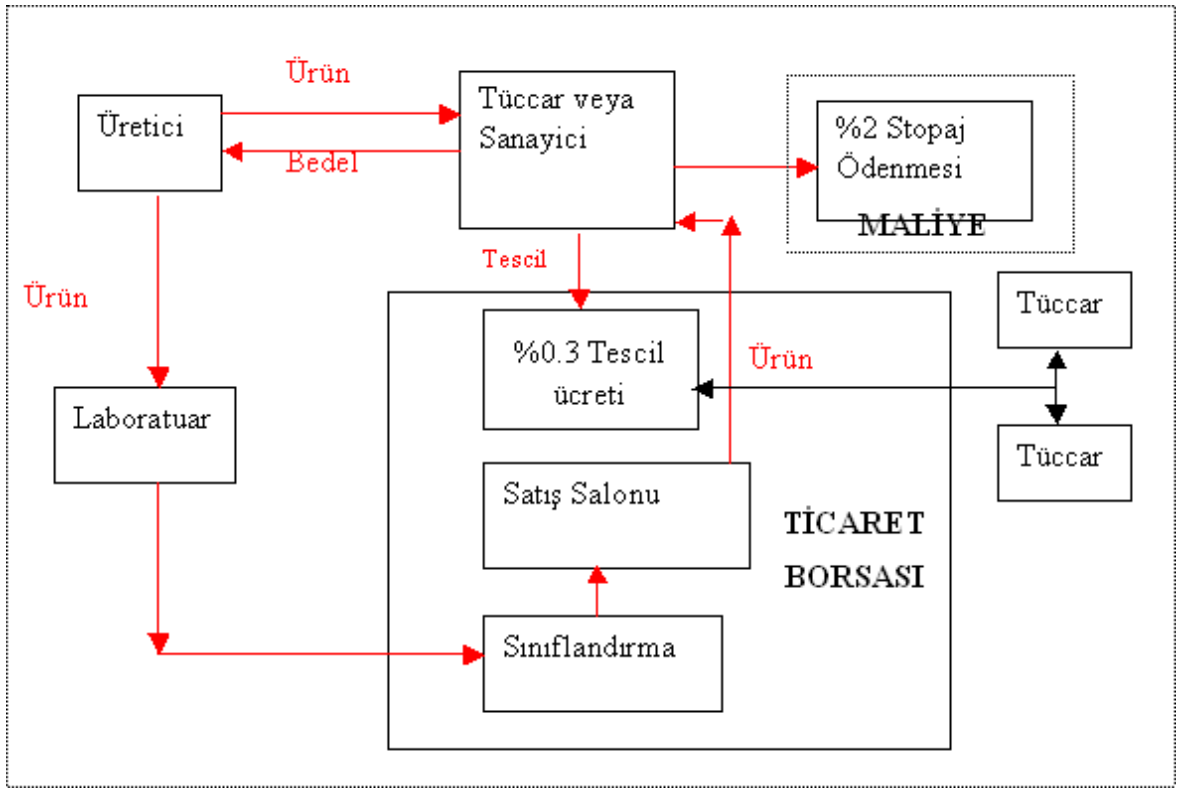 Ürün
Üretici
Bedel
Tüccar veya
Sanayici
%2 Stopaj
Ödenmesi
MALİYE
Tescil
Ürün
%0.3 Tescil
ücreti
Ürün
Tüccar
Tüccar
Laboratuar
Satış Salonu
TİCARET
BORSASI
Sınıflandırma